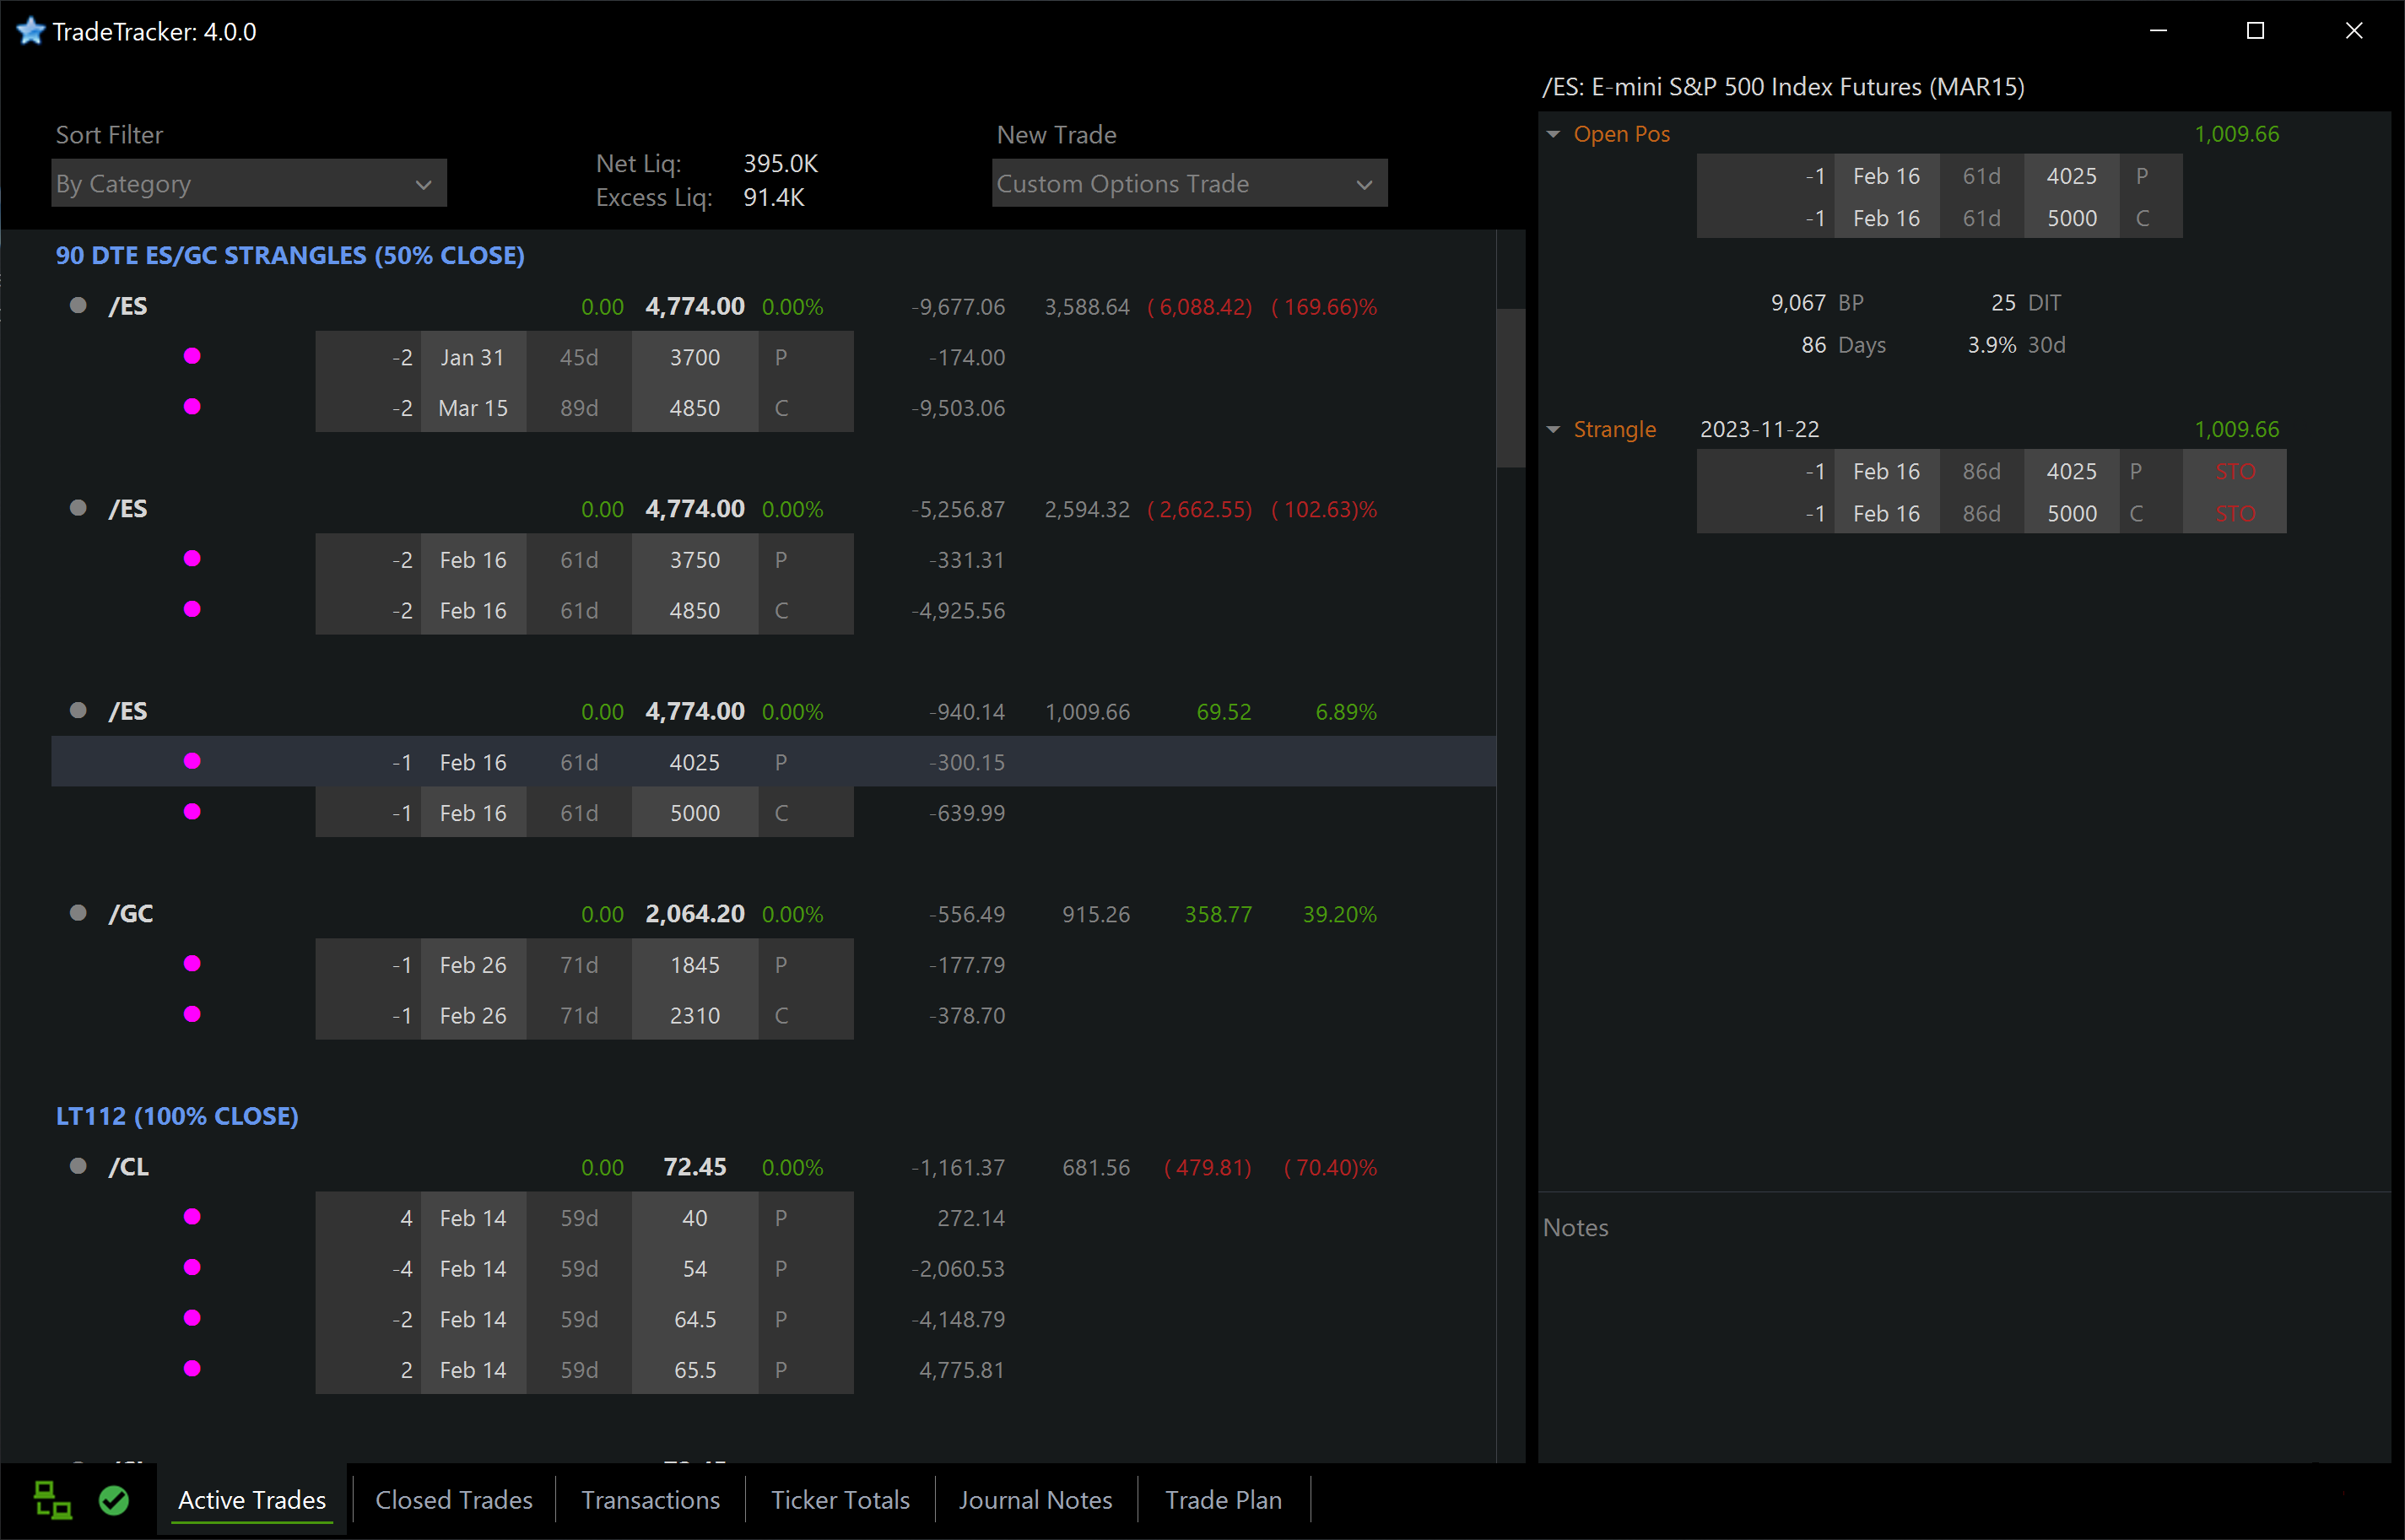 TradeTracker: 4.0.0
Sort Filter
By Category
Net Liq: 395.0K
Excess Liq: 91.4K
New Trade
Custom Options Trade
90 DTE ES/GC STRANGLES (50% CLOSE)
/ES 0.00 4,774.00 0.00% -9,677.06 3,588.64 ( 6,088.42) ( 169.66)%
-2 Jan 31 45d 3700 P -174.00
-2 Mar 15 89d 4850 C -9,503.06
/ES 0.00 4,774.00 0.00% -5,256.87 2,594.32 ( 2,662.55) ( 102.63)%
-2 Feb 16 61d 3750 P -331.31
-2 Feb 16 61d 4850 C -4,925.56
/ES 0.00 4,774.00 0.00% -940.14 1,009.66 69.52 6.89%
-1 Feb 16 61d 4025 P -300.15
-1 Feb 16 61d 5000 C -639.99
/GC 0.00 2,064.20 0.00% -556.49 915.26 358.77 39.20%
-1 Feb 26 71d 1845 P -177.79
-1 Feb 26 71d 2310 C -378.70
LT112 (100% CLOSE)
/CL 0.00 72.45 0.00% -1,161.37 681.56 ( 479.81) ( 70.40)%
4 Feb 14 59d 40 P 272.14
-4 Feb 14 59d 54 P -2,060.53
-2 Feb 14 59d 64.5 P -4,148.79
2 Feb 14 59d 65.5 P 4,775.81
/ES: E-mini S&P 500 Index Futures (MAR15)
Open Pos 1,009.66
-1 Feb 16 61d 4025 P
-1 Feb 16 61d 5000 C
9,067 BP 25 DIT
86 Days 3.9% 30d
Strangle 2023-11-22 1,009.66
-1 Feb 16 86d 4025 P STO
-1 Feb 16 86d 5000 C STO
Notes
Active Trades Closed Trades Transactions Ticker Totals Journal Notes Trade Plan